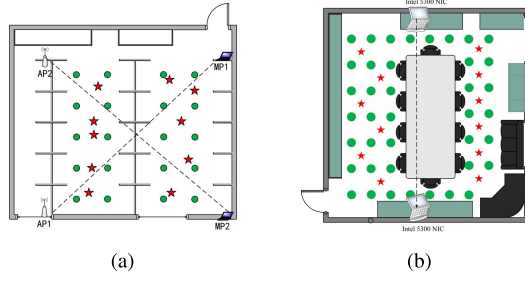 Intel 5300 NIC
AP2
MP1
AP1
MP2
Intel 5300 NIC
(a)
(b)